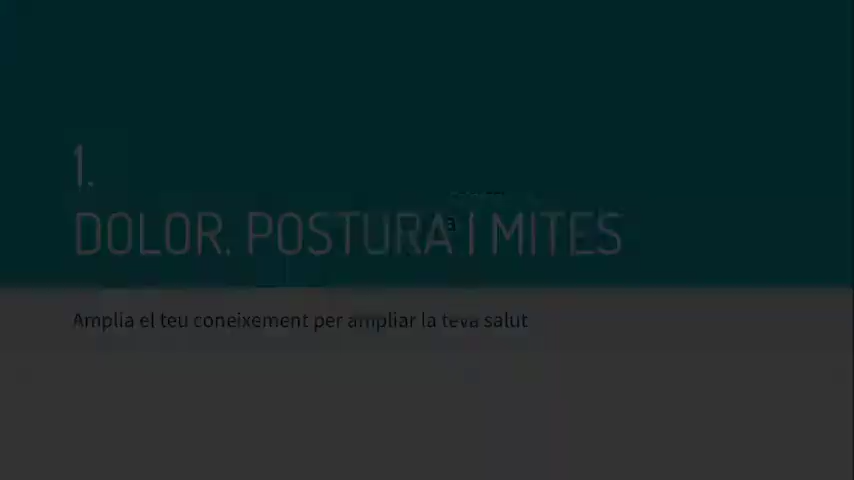 1.
DOLOR. POSTURA I MITES
Amplia el teu coneixement per ampliar la teva salut